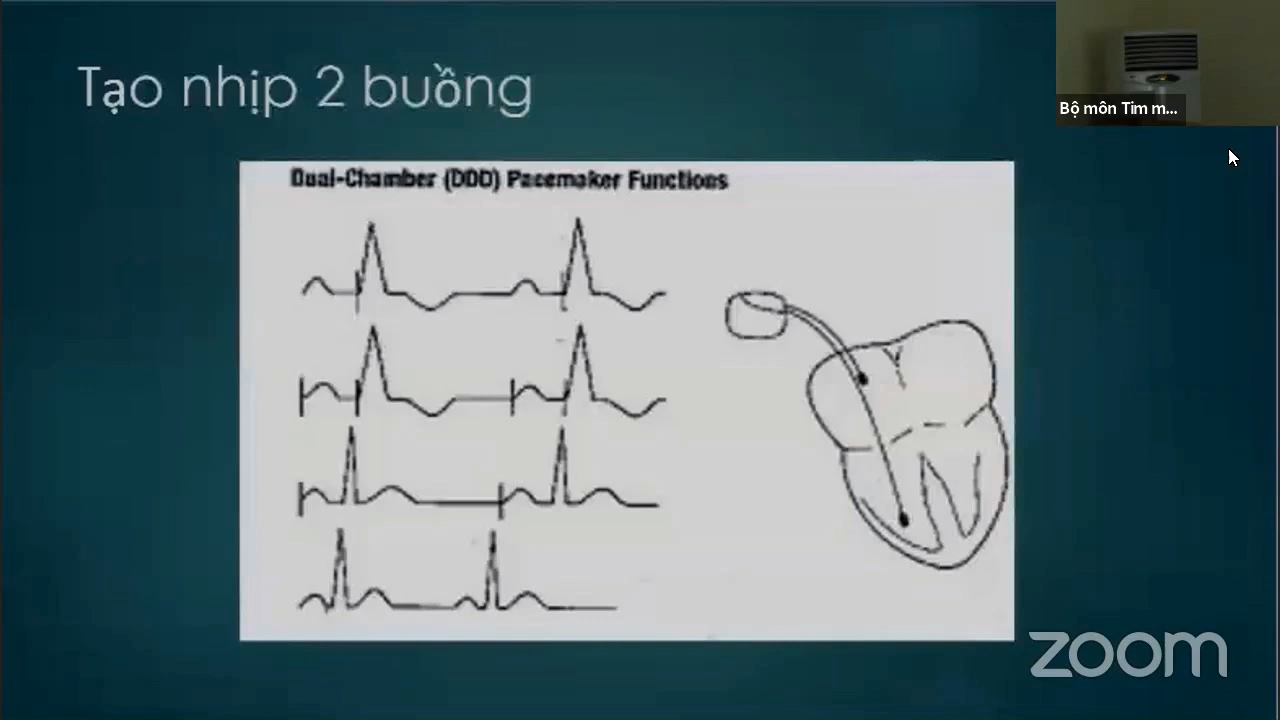 Tạo nhịp 2 buồng
Bộ môn Tim m...
Dual-Chamber (DDD) Pacemaker Functions
zoom